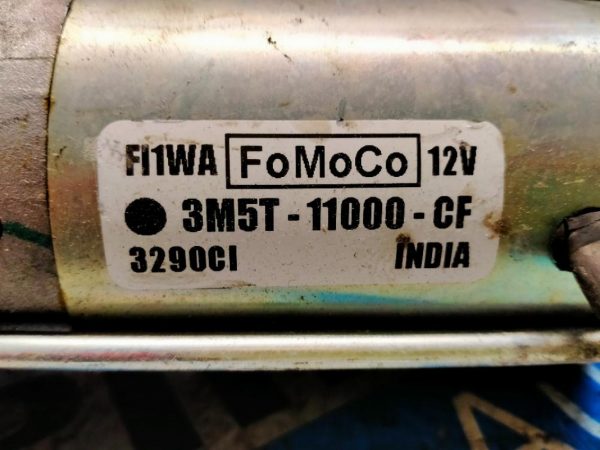 FI1WA FoMoCo 12V
3M5T - 11000 - CF
3290CI INDIA